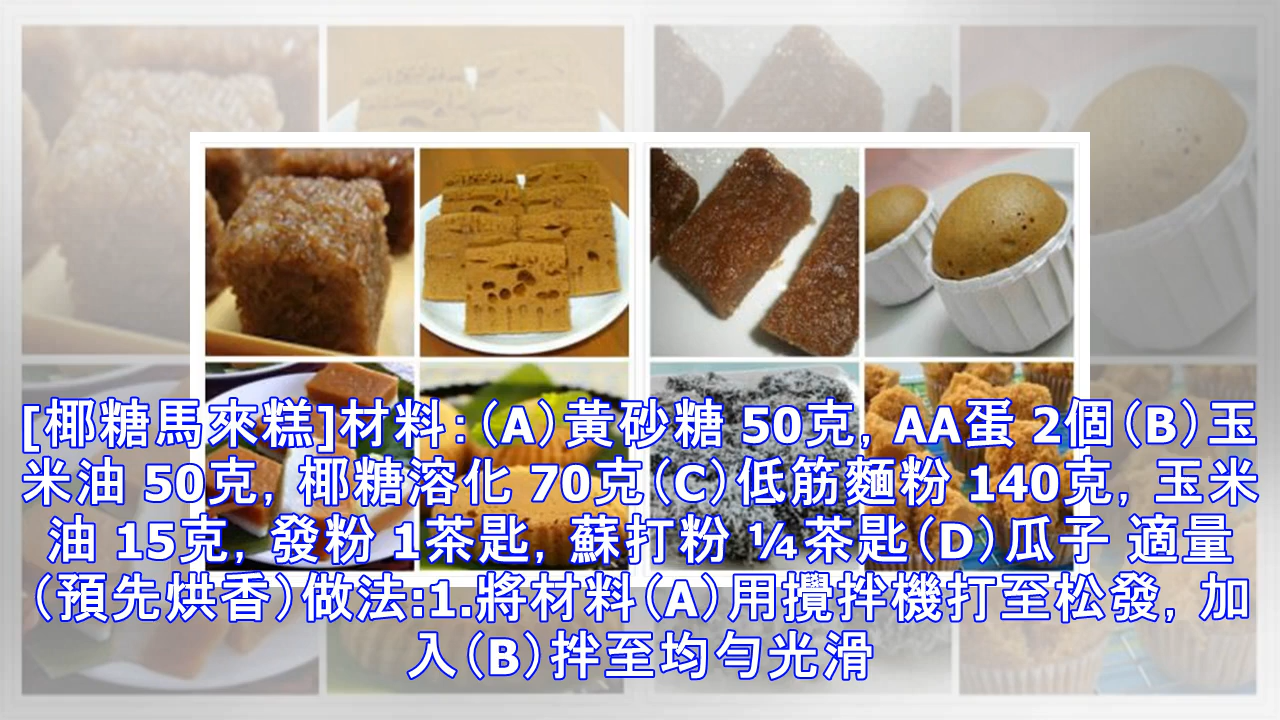 [椰糖馬來糕]材料：（A）黃砂糖 50克，AA蛋 2個（B）玉
米油 50克，椰糖溶化 70克（C）低筋麵粉 140克，玉米
油 15克，發粉 1茶匙，蘇打粉 ¼茶匙（D）瓜子 適量
（預先烘香）做法:1.將材料（A）用攪拌機打至松發，加
入（B）拌至均勻光滑